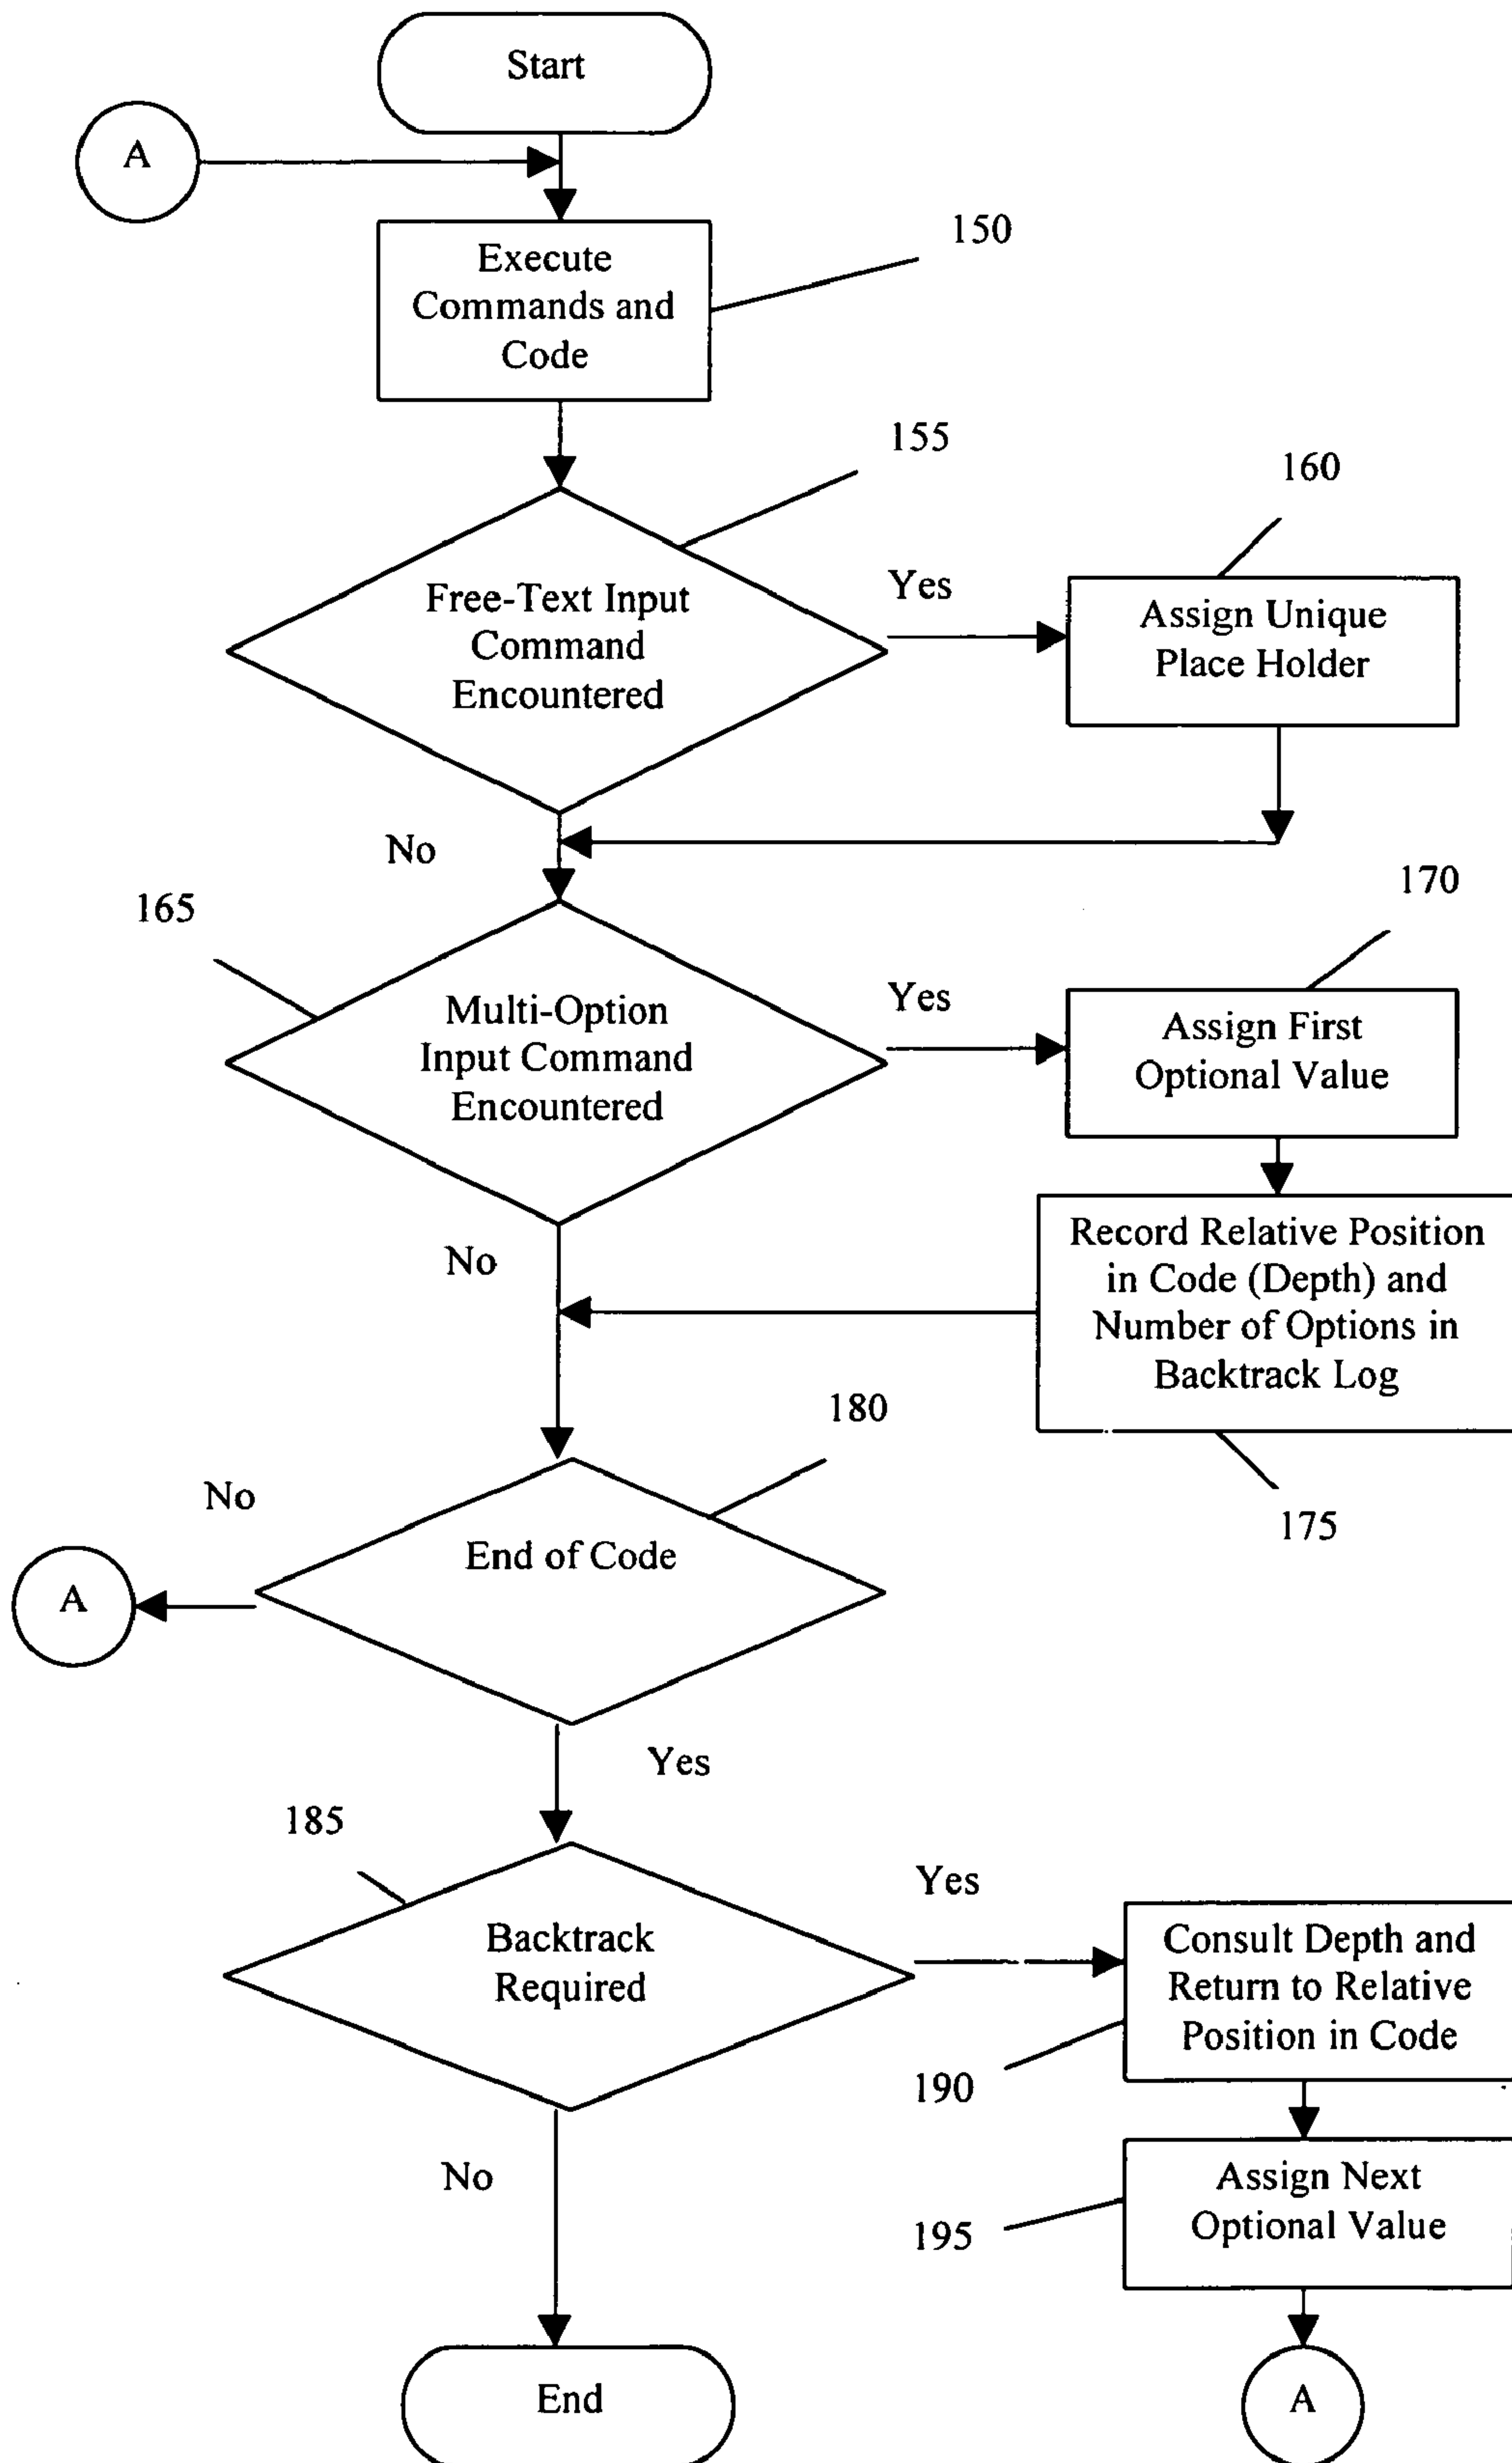 Start
A
150
Execute
Commands and
Code
155
160
Free-Text Input
Command
Encountered
Yes
Assign Unique
Place Holder
No
165
170
Multi-Option
Input Command
Encountered
Yes
Assign First
Optional Value
No
Record Relative Position
in Code (Depth) and
Number of Options in
Backtrack Log
180
175
No
A
End of Code
Yes
185
Backtrack
Required
Yes
Consult Depth and
Return to Relative
Position in Code
190
No
Assign Next
Optional Value
195
End
A